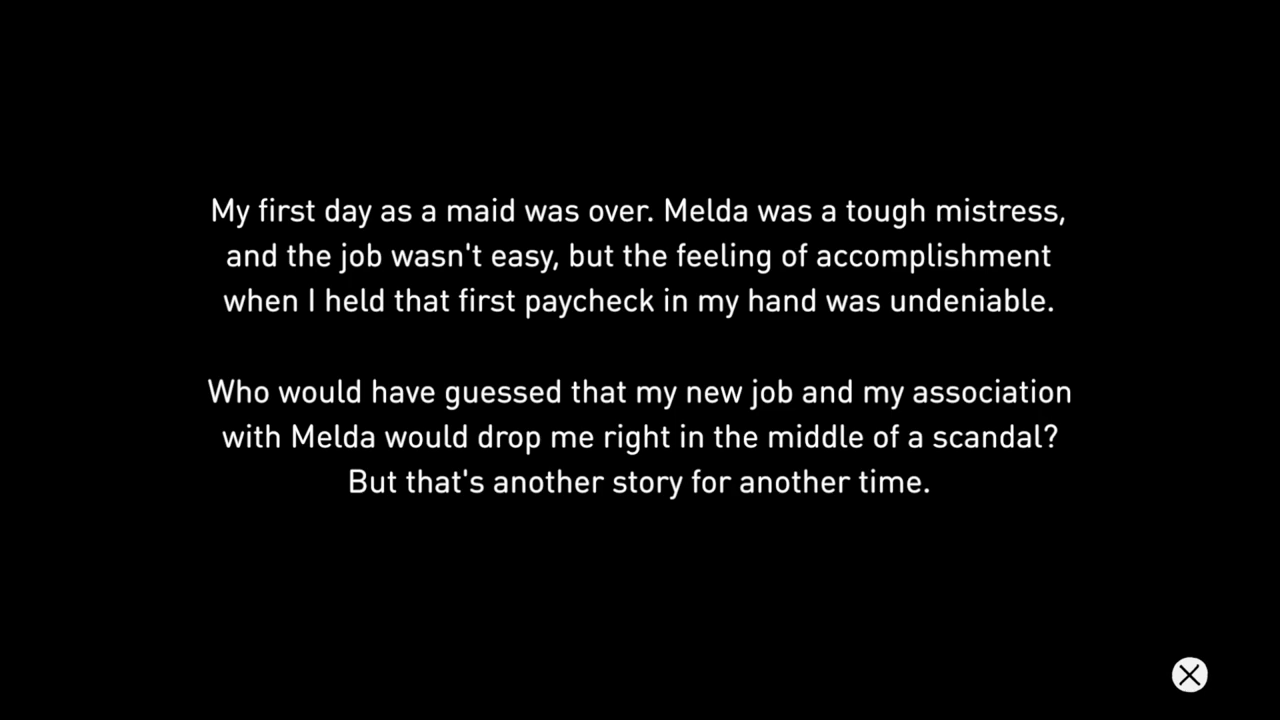 My first day as a maid was over. Melda was a tough mistress,
and the job wasn't easy, but the feeling of accomplishment
when I held that first paycheck in my hand was undeniable.
Who would have guessed that my new job and my association
with Melda would drop me right in the middle of a scandal?
But that's another story for another time.